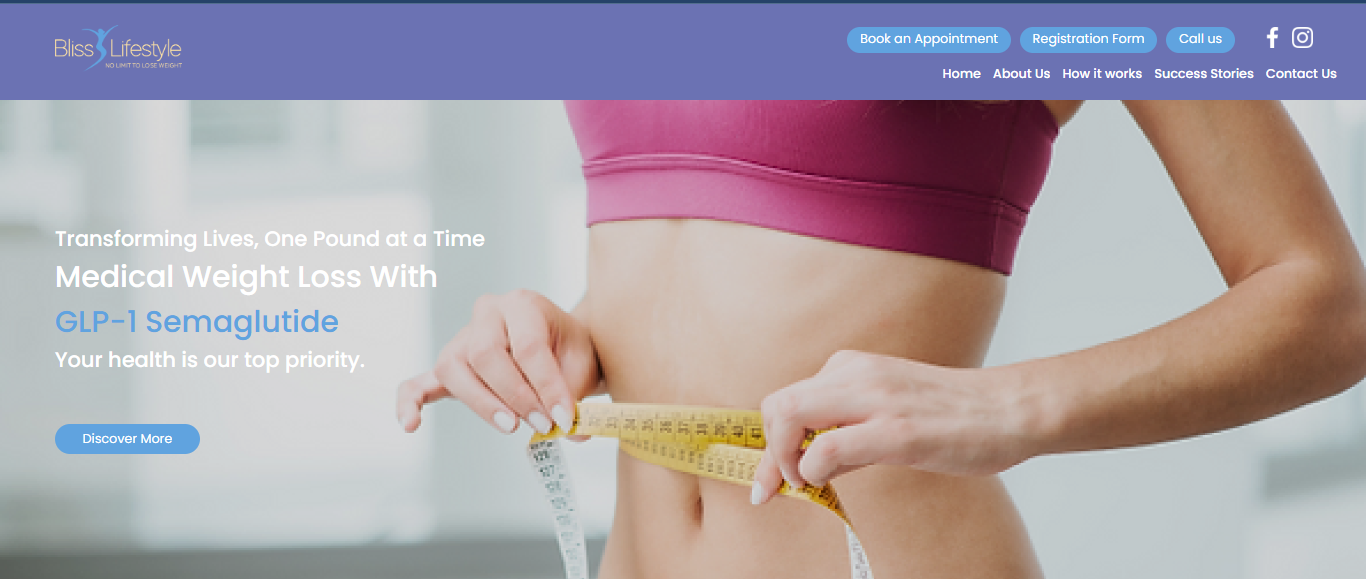 Bliss Lifestyle
NO LIMIT TO LOSE WEIGHT
Book an Appointment
Registration Form
Call us
Home
About Us
How it works
Success Stories
Contact Us
Transforming Lives, One Pound at a Time
Medical Weight Loss With
GLP-1 Semaglutide
Your health is our top priority.
Discover More